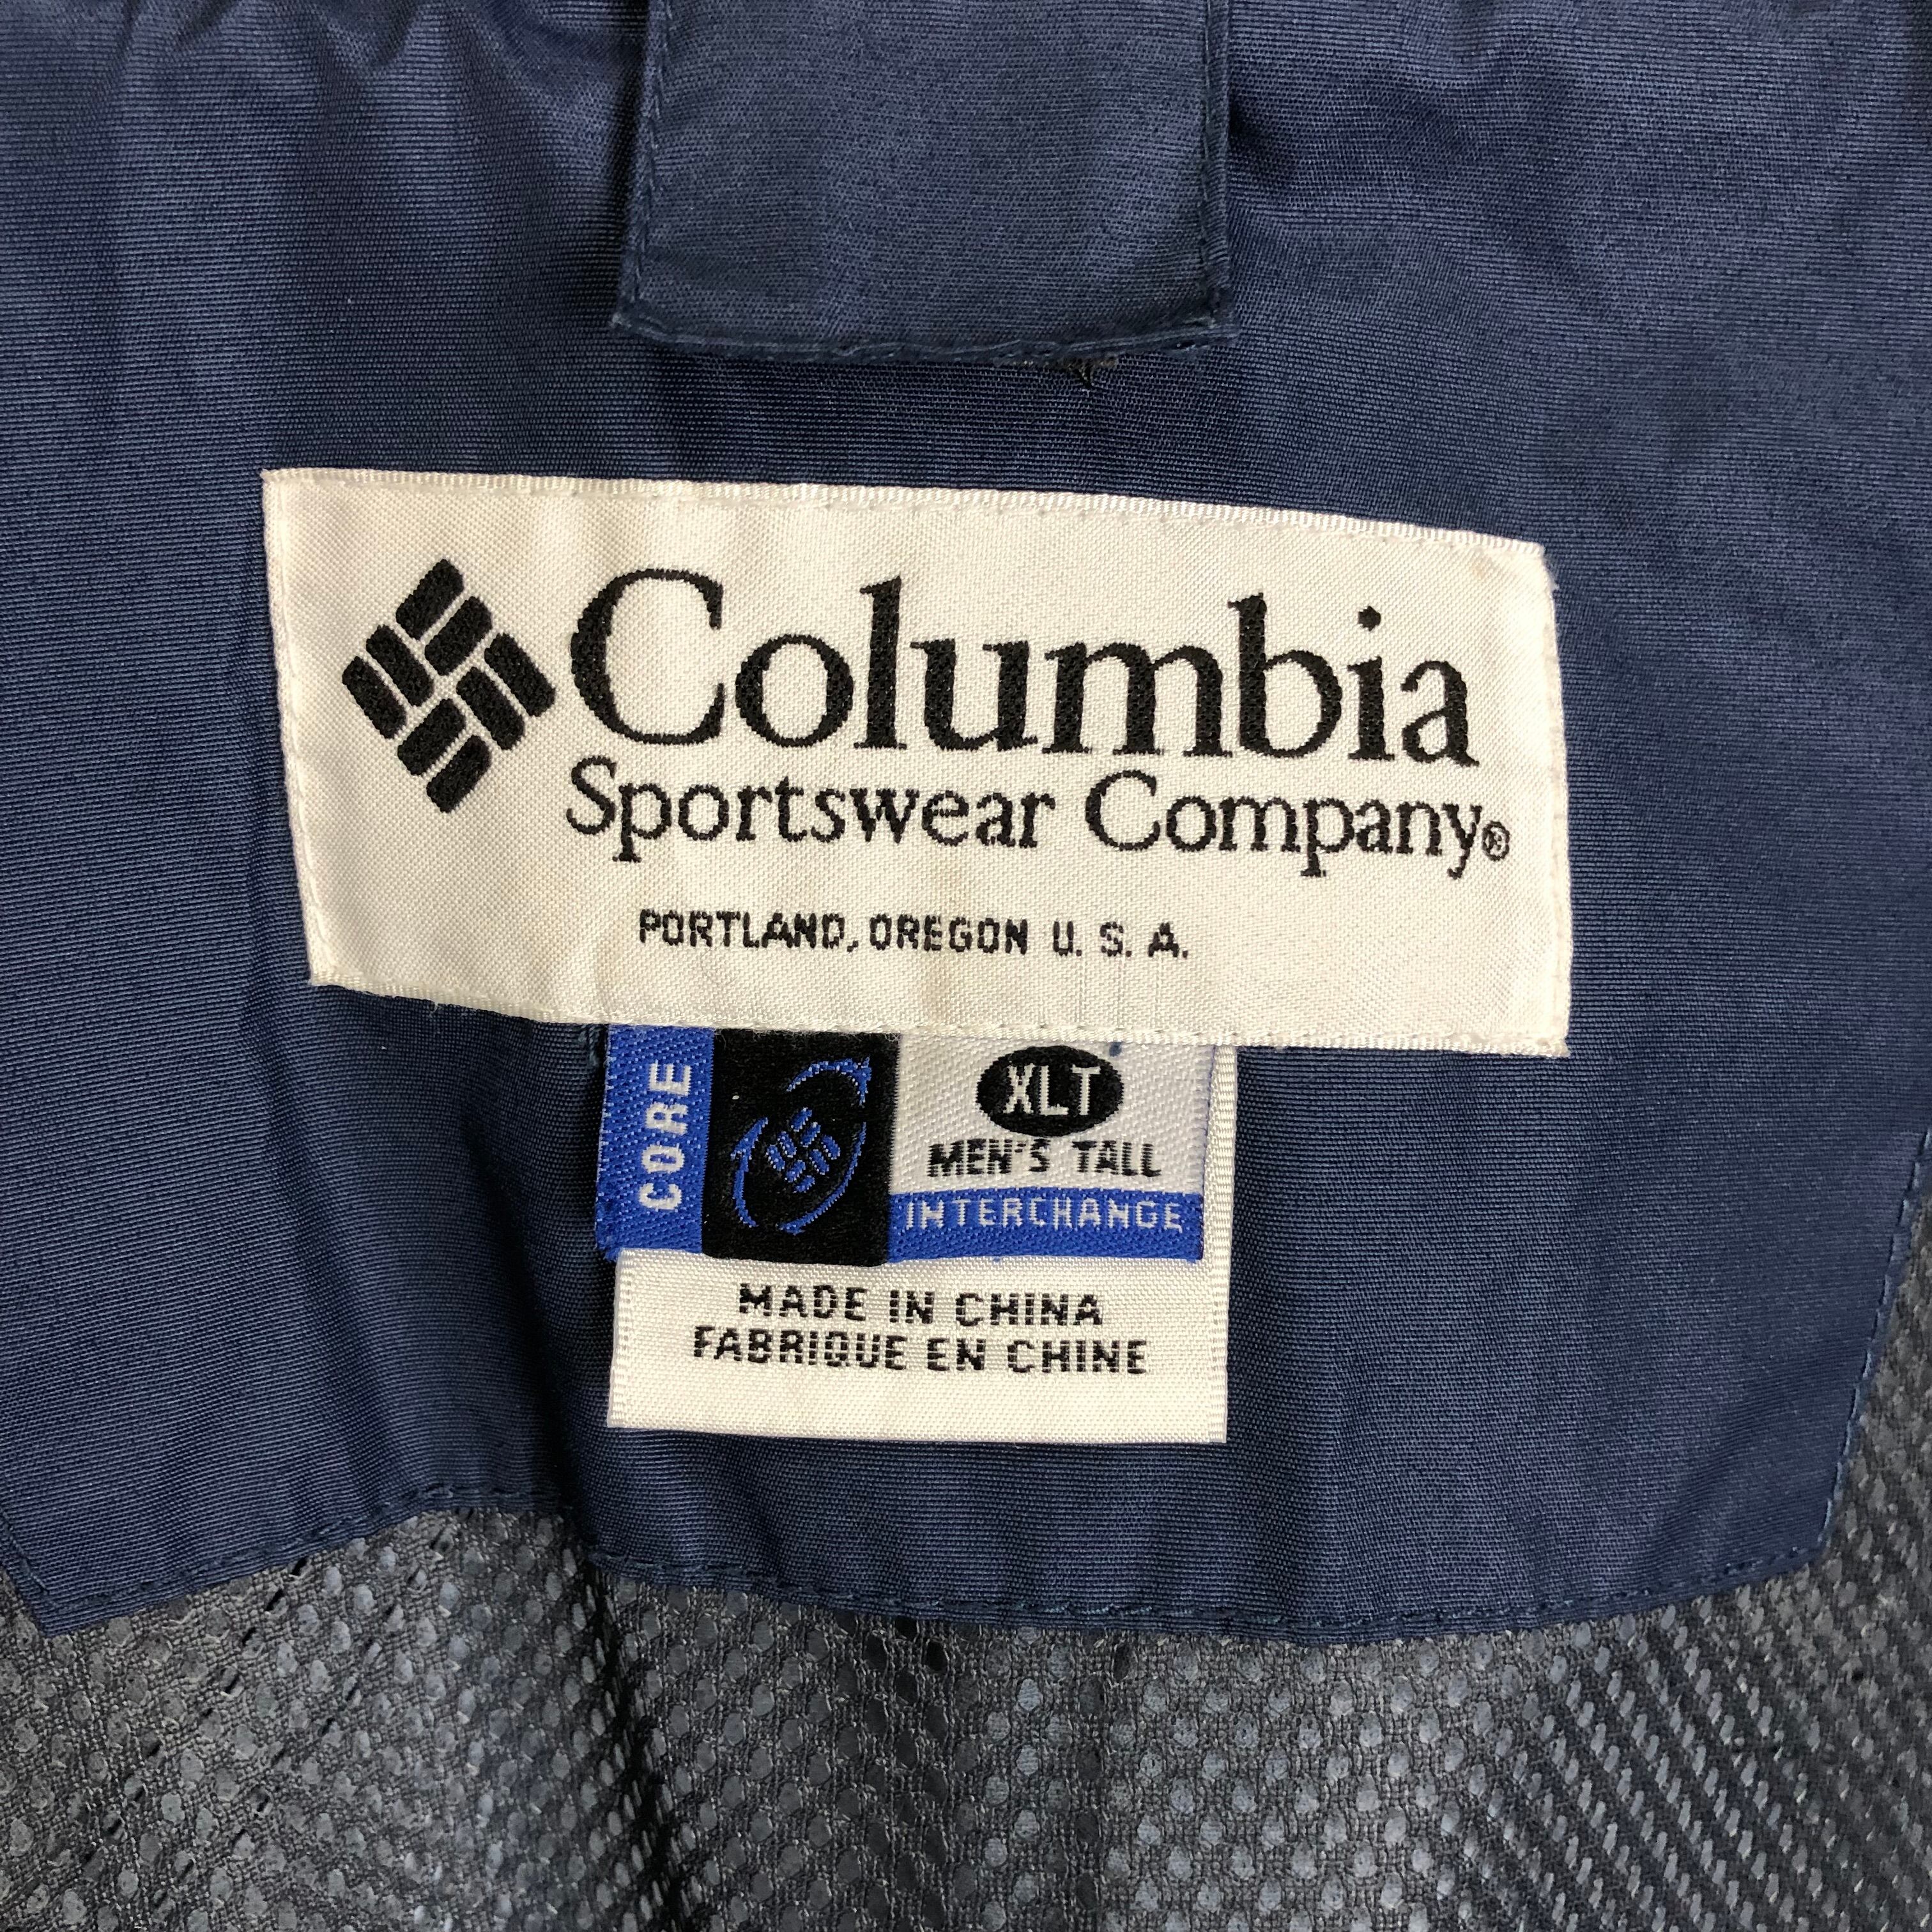 Columbia
Sportswear Company®
PORTLAND, OREGON U. S. A.
CORE
XLT
MEN'S TALL
INTERCHANGE
MADE IN CHINA
FABRIQUE EN CHINE